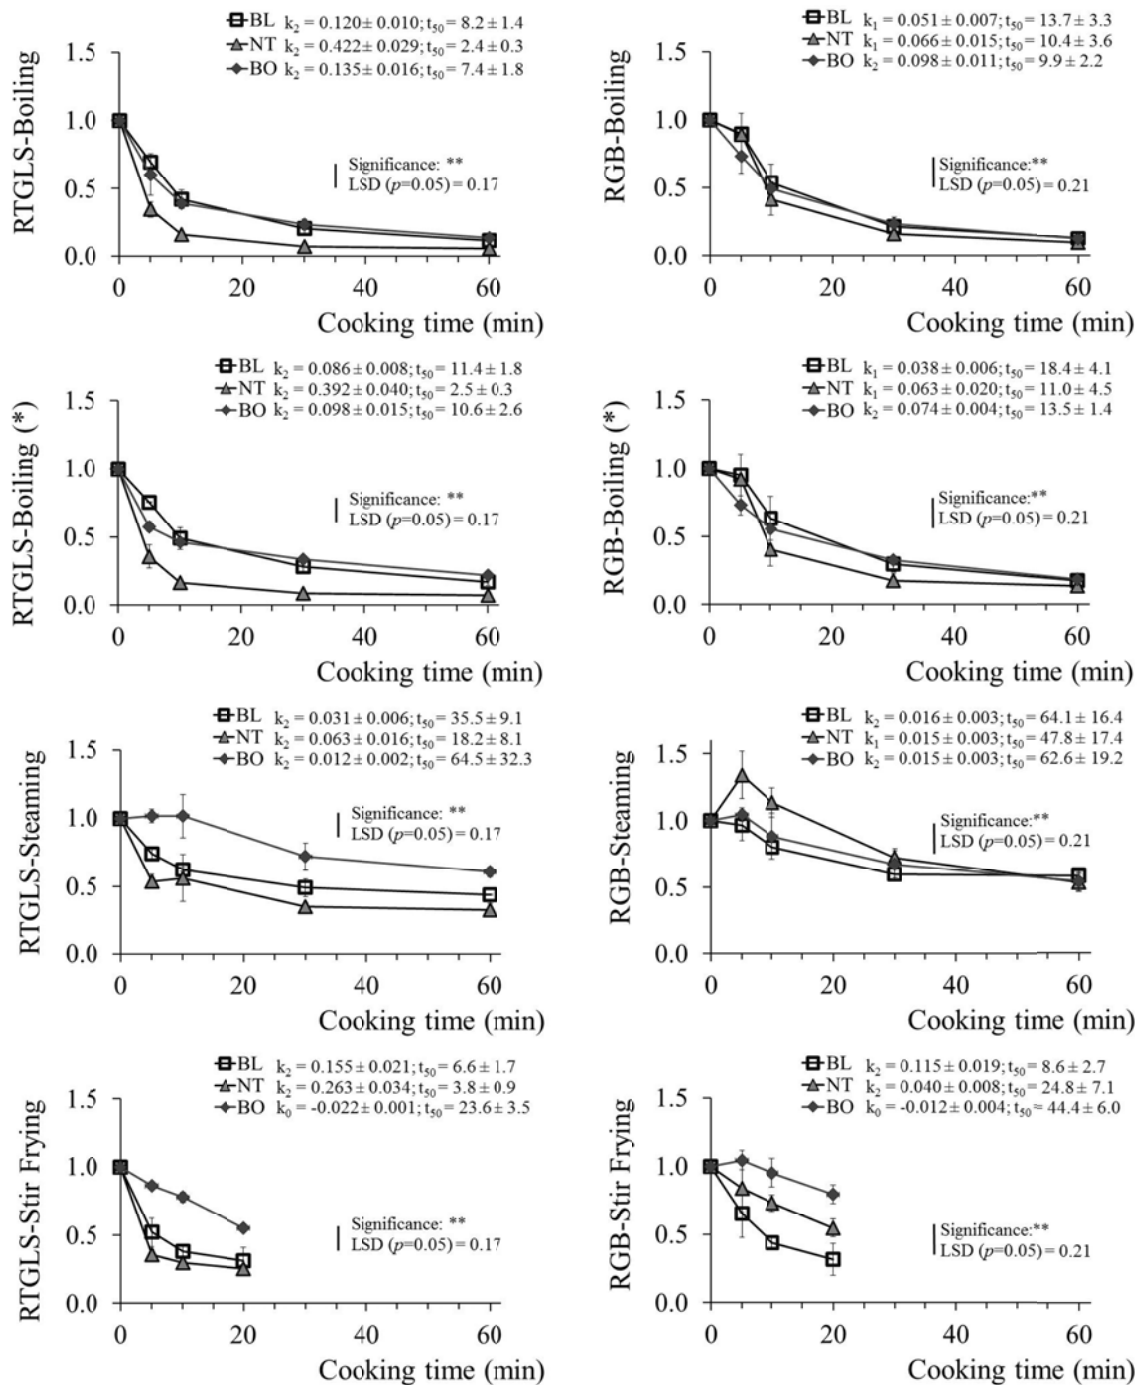 BL k₂ = 0.120± 0.010; t₅₀ = 8.2 ± 1.4
NT k₂ = 0.422± 0.029; t₅₀ = 2.4 ± 0.3
BO k₂ = 0.135± 0.016; t₅₀ = 7.4 ± 1.8
RTGLS-Boiling
1.5
1.0
0.5
0.0
Significance: **
LSD (p=0.05) = 0.17
0 20 40 60
Cooking time (min)
BL k₁ = 0.051 ± 0.007; t₅₀ = 13.7 ± 3.3
NT k₁ = 0.066 ± 0.015; t₅₀ = 10.4 ± 3.6
BO k₂ = 0.098 ± 0.011; t₅₀ = 9.9 ± 2.2
RGB-Boiling
1.5
1.0
0.5
0.0
Significance:**
LSD (p=0.05) = 0.21
0 20 40 60
Cooking time (min)
BL k₂ = 0.086 ± 0.008; t₅₀ = 11.4 ± 1.8
NT k₂ = 0.392 ± 0.040; t₅₀ = 2.5 ± 0.3
BO k₂ = 0.098 ± 0.015; t₅₀ = 10.6 ± 2.6
RTGLS-Boiling (*)
1.5
1.0
0.5
0.0
Significance: **
LSD (p=0.05) = 0.17
0 20 40 60
Cooking time (min)
BL k₁ = 0.038 ± 0.006; t₅₀ = 18.4 ± 4.1
NT k₁ = 0.063 ± 0.020; t₅₀ = 11.0 ± 4.5
BO k₂ = 0.074 ± 0.004; t₅₀ = 13.5 ± 1.4
RGB-Boiling (*)
1.5
1.0
0.5
0.0
Significance:**
LSD (p=0.05) = 0.21
0 20 40 60
Cooking time (min)
BL k₂ = 0.031 ± 0.006; t₅₀ = 35.5 ± 9.1
NT k₂ = 0.063 ± 0.016; t₅₀ = 18.2 ± 8.1
BO k₂ = 0.012 ± 0.002; t₅₀ = 64.5 ± 32.3
RTGLS-Steaming
1.5
1.0
0.5
0.0
Significance: **
LSD (p=0.05) = 0.17
0 20 40 60
Cooking time (min)
BL k₂ = 0.016 ± 0.003; t₅₀ = 64.1 ± 16.4
NT k₁ = 0.015 ± 0.003; t₅₀ = 47.8 ± 17.4
BO k₂ = 0.015 ± 0.003; t₅₀ = 62.6 ± 19.2
RGB-Steaming
1.5
1.0
0.5
0.0
Significance:**
LSD (p=0.05) = 0.21
0 20 40 60
Cooking time (min)
BL k₂ = 0.155 ± 0.021; t₅₀ = 6.6 ± 1.7
NT k₂ = 0.263 ± 0.034; t₅₀ = 3.8 ± 0.9
BO k₀ = -0.022 ± 0.001; t₅₀ = 23.6 ± 3.5
RTGLS-Stir Frying
1.5
1.0
0.5
0.0
Significance: **
LSD (p=0.05) = 0.17
0 20 40 60
Cooking time (min)
BL k₂ = 0.115 ± 0.019; t₅₀ = 8.6 ± 2.7
NT k₂ = 0.040 ± 0.008; t₅₀ = 24.8 ± 7.1
BO k₀ = -0.012 ± 0.004; t₅₀ = 44.4 ± 6.0
RGB-Stir Frying
1.5
1.0
0.5
0.0
Significance:**
LSD (p=0.05) = 0.21
0 20 40 60
Cooking time (min)